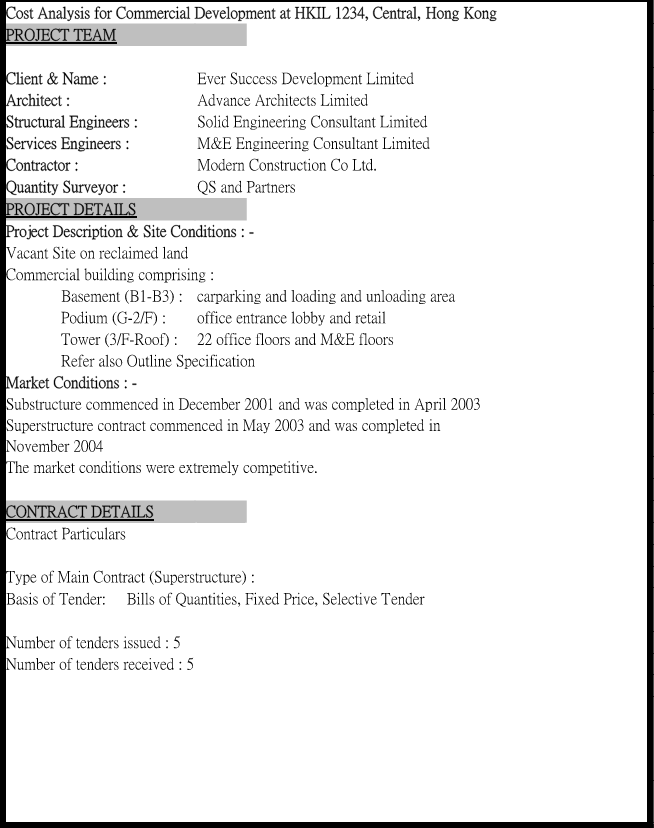 Cost Analysis for Commercial Development at HKIL 1234, Central, Hong Kong
PROJECT TEAM
Client & Name : Ever Success Development Limited
Architect : Advance Architects Limited
Structural Engineers : Solid Engineering Consultant Limited
Services Engineers : M&E Engineering Consultant Limited
Contractor : Modern Construction Co Ltd.
Quantity Surveyor : QS and Partners
PROJECT DETAILS
Project Description & Site Conditions : -
Vacant Site on reclaimed land
Commercial building comprising :
Basement (B1-B3) : carparking and loading and unloading area
Podium (G-2/F) : office entrance lobby and retail
Tower (3/F-Roof) : 22 office floors and M&E floors
Refer also Outline Specification
Market Conditions : -
Substructure commenced in December 2001 and was completed in April 2003
Superstructure contract commenced in May 2003 and was completed in
November 2004
The market conditions were extremely competitive.
CONTRACT DETAILS
Contract Particulars
Type of Main Contract (Superstructure) :
Basis of Tender: Bills of Quantities, Fixed Price, Selective Tender
Number of tenders issued : 5
Number of tenders received : 5